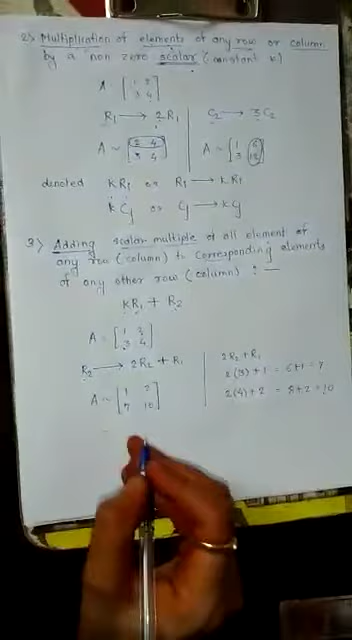 2) Multiplication of elements of any row or column
by a non zero scalar (constant k)
A [1 2
3 4]
R1 → 2R1
C2 → 3C2
A ~ [2 4
3 4]
A ~ [1 6
3 12]
denoted KRi or Ri → KRi
KCj or Cj → KCj
3) Adding scalar multiple of all element of
any row (column) to corresponding elements
of any other row (column) : —
KR1 + R2
A = [1 2
3 4]
R2 → 2R2 + R1
2R2 + R1
2(3) + 1 = 6+1 = 7
A ~ [1 2
7 10]
2(4) + 2 = 8+2 = 10